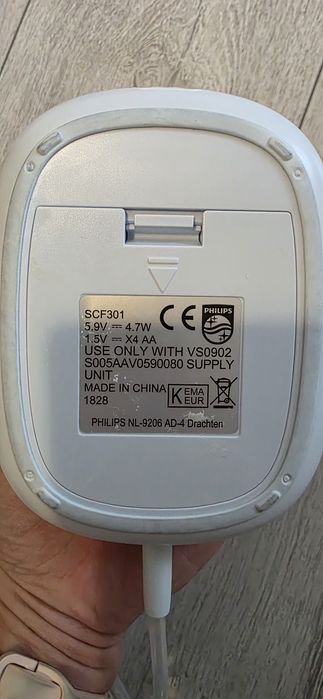 SCF301
5.9V ⎓ 4.7W
1.5V ⎓ X4 AA
CE
PHILIPS
USE ONLY WITH VS0902
S005AAV0590080 SUPPLY
UNIT
MADE IN CHINA
1828
K EMA
EUR
PHILIPS NL-9206 AD-4 Drachten